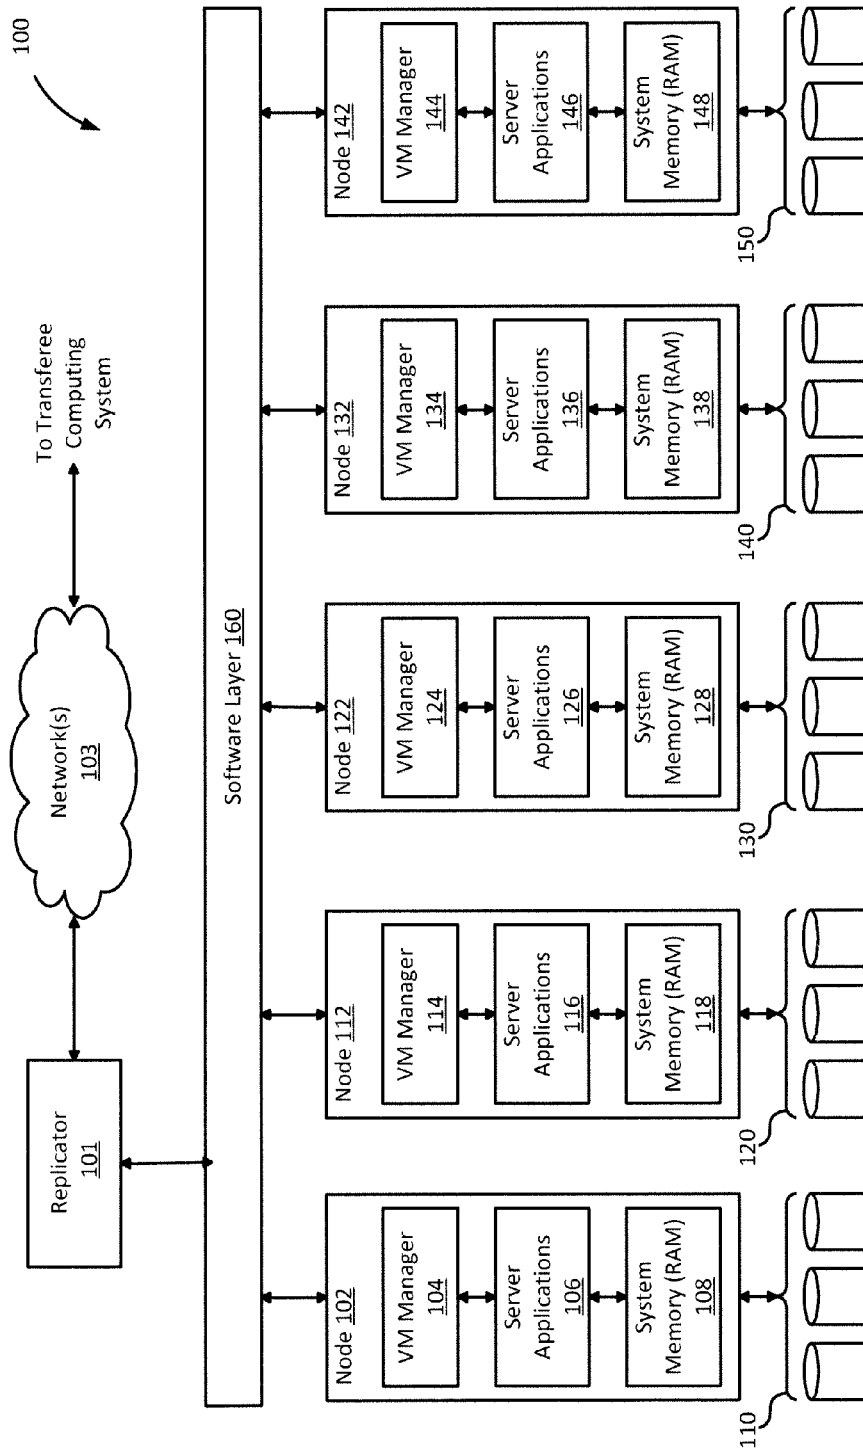 100
To Transferee
Computing
System
Network(s)
103
Replicator
101
Software Layer 160
Node 102
VM Manager
104
Server
Applications
106
System
Memory (RAM)
108
110
Node 112
VM Manager
114
Server
Applications
116
System
Memory (RAM)
118
120
Node 122
VM Manager
124
Server
Applications
126
System
Memory (RAM)
128
130
Node 132
VM Manager
134
Server
Applications
136
System
Memory (RAM)
138
140
Node 142
VM Manager
144
Server
Applications
146
System
Memory (RAM)
148
150